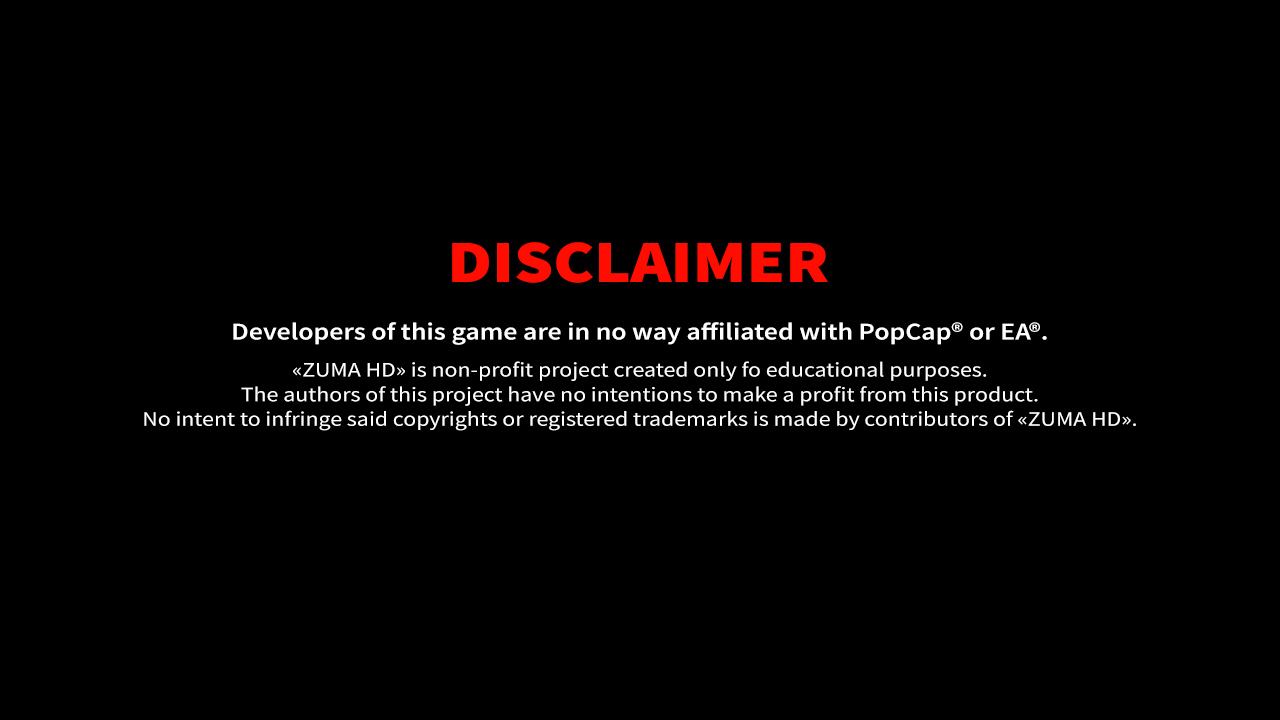 DISCLAIMER
Developers of this game are in no way affiliated with PopCap® or EA®.
«ZUMA HD» is non-profit project created only fo educational purposes.
The authors of this project have no intentions to make a profit from this product.
No intent to infringe said copyrights or registered trademarks is made by contributors of «ZUMA HD».